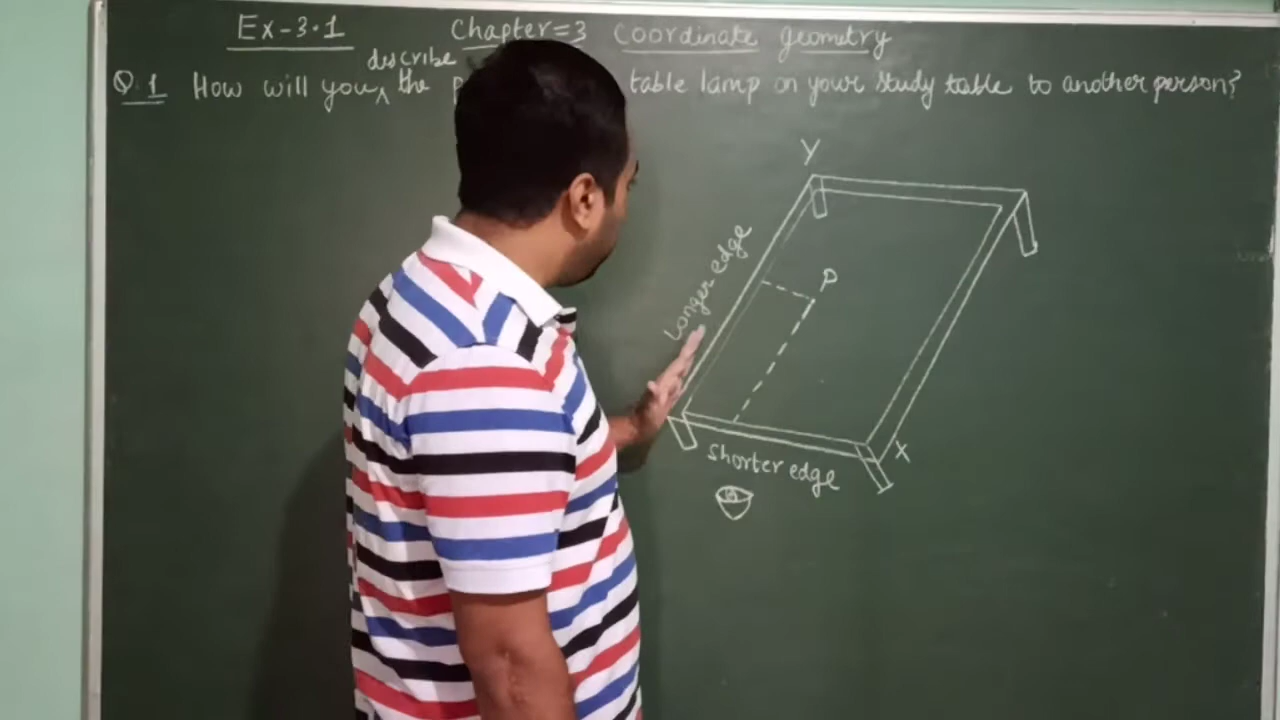 Ex-3.1 Chapter=3 Coordinate geometry
describe
Q.1 How will you ^ the table lamp on your study table to another person?
Y
Longer edge
P
X
shorter edge